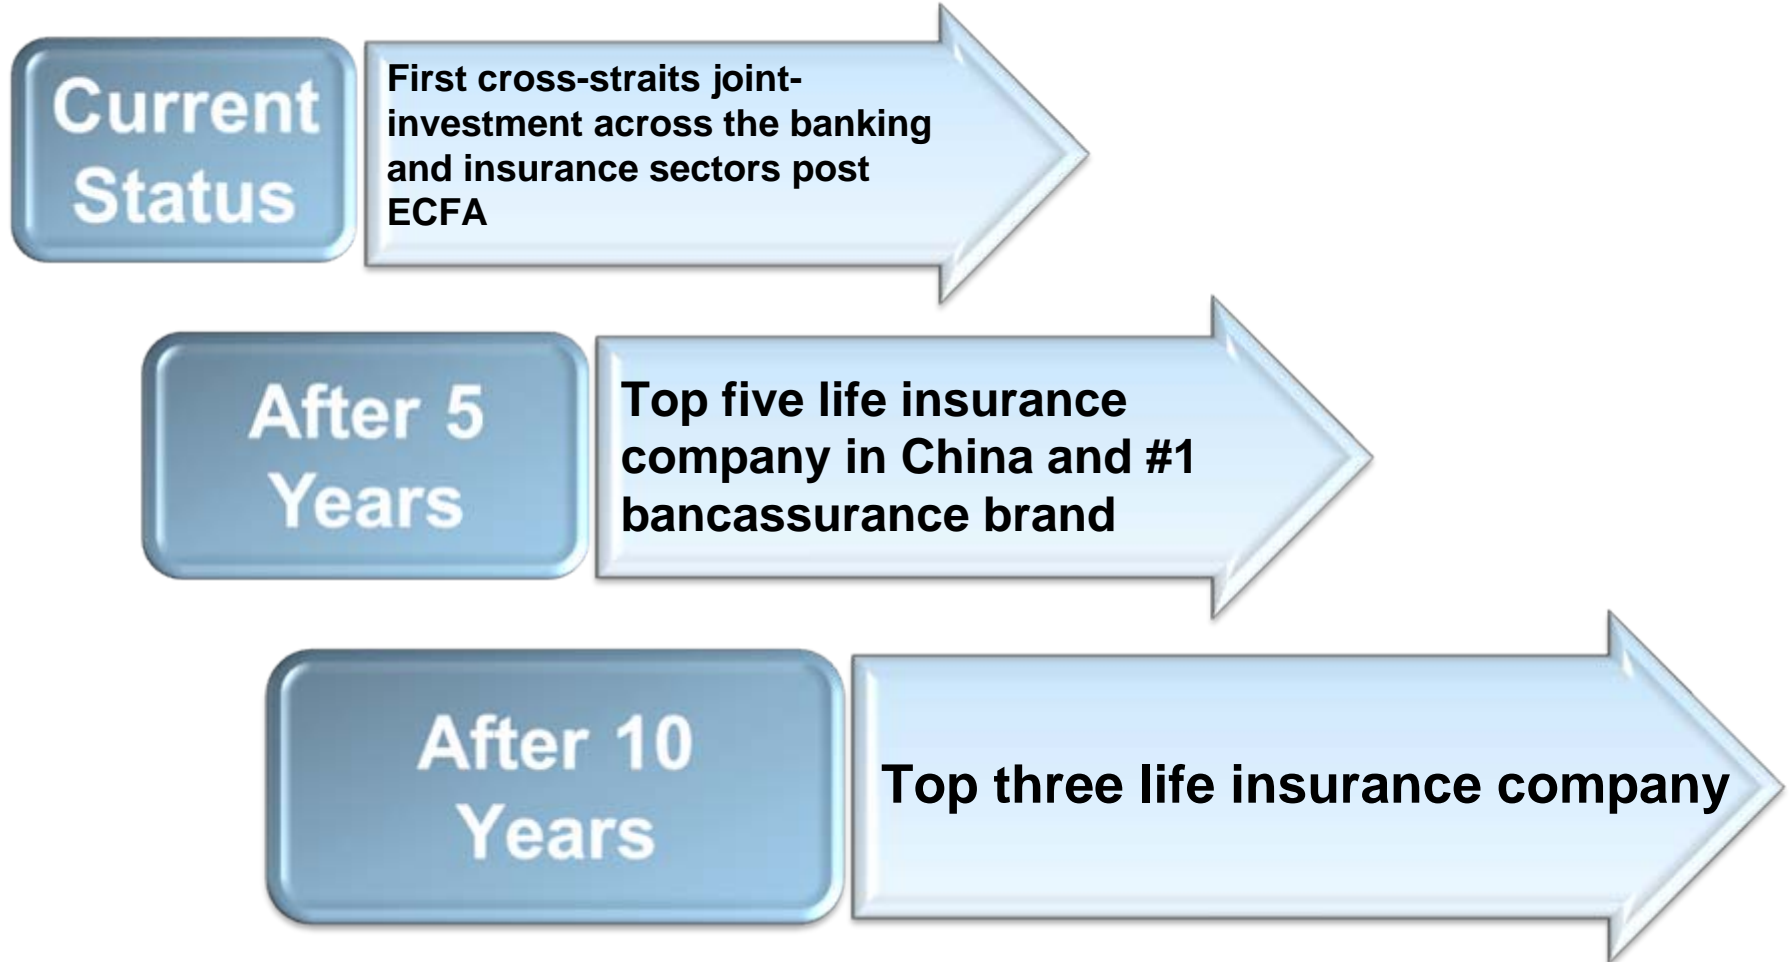 Current
Status
First cross-straits joint-
investment across the banking
and insurance sectors post
ECFA
After 5
Years
Top five life insurance
company in China and #1
bancassurance brand
After 10
Years
Top three life insurance company